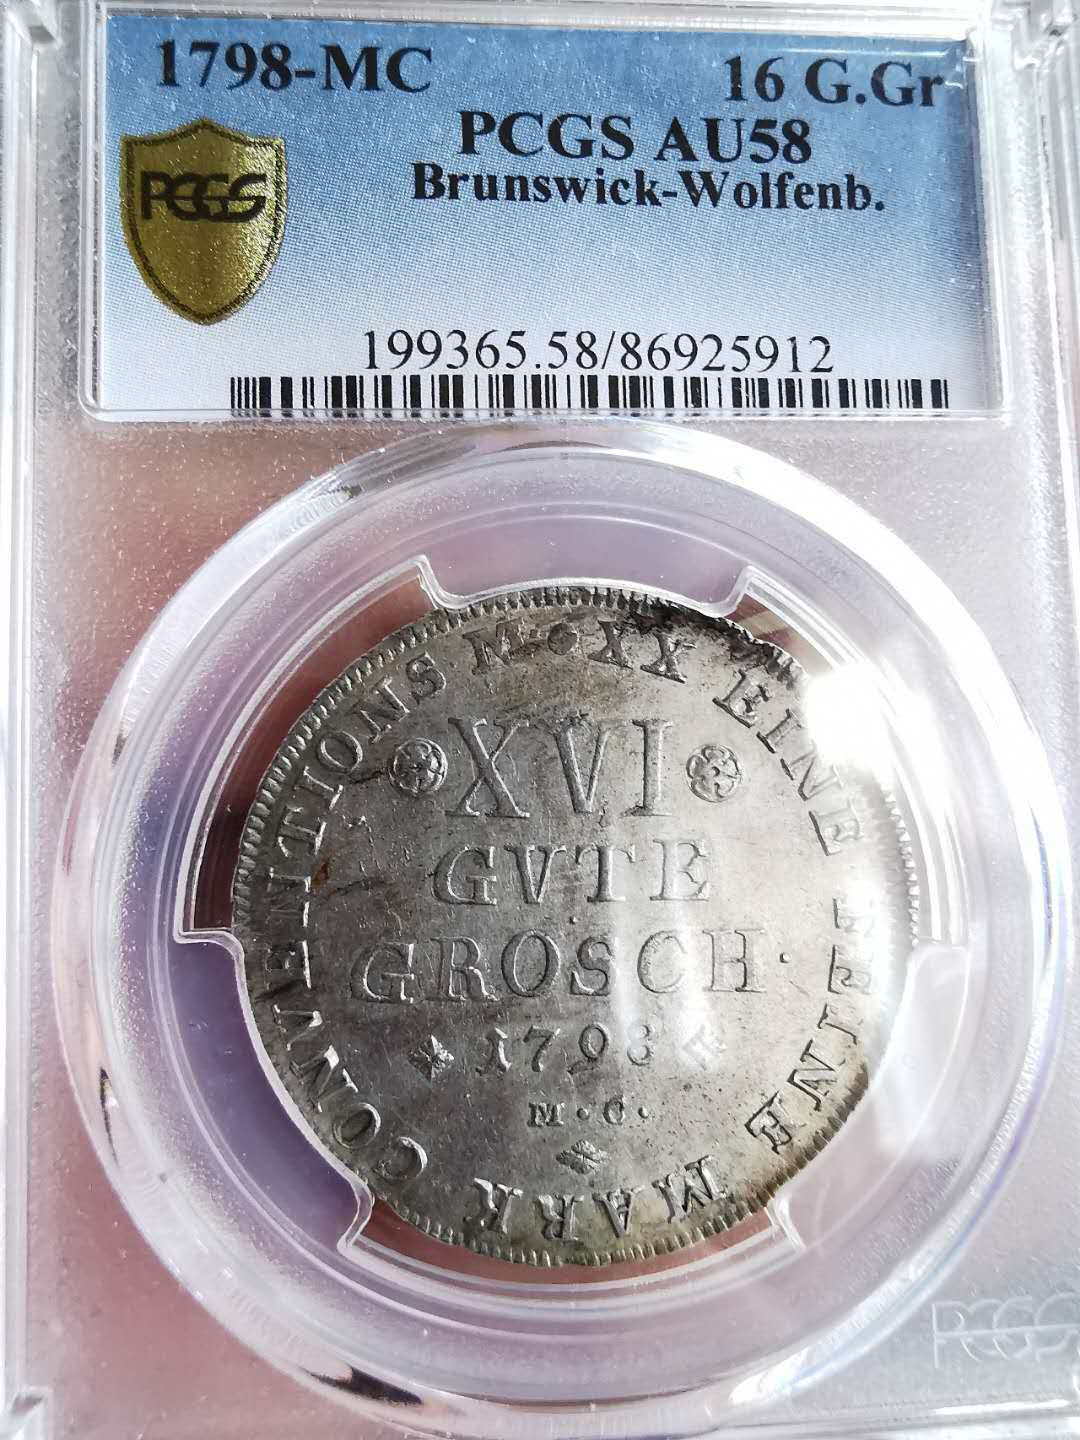 1798-MC 16 G.Gr
PCGS AU58
Brunswick-Wolfenb.
PCGS
199365.58/86925912
XX EINE FEINE MARK CONVENTIONS M·
XVI
GVTE
GROSCH·
1798
M·C·
PCGS